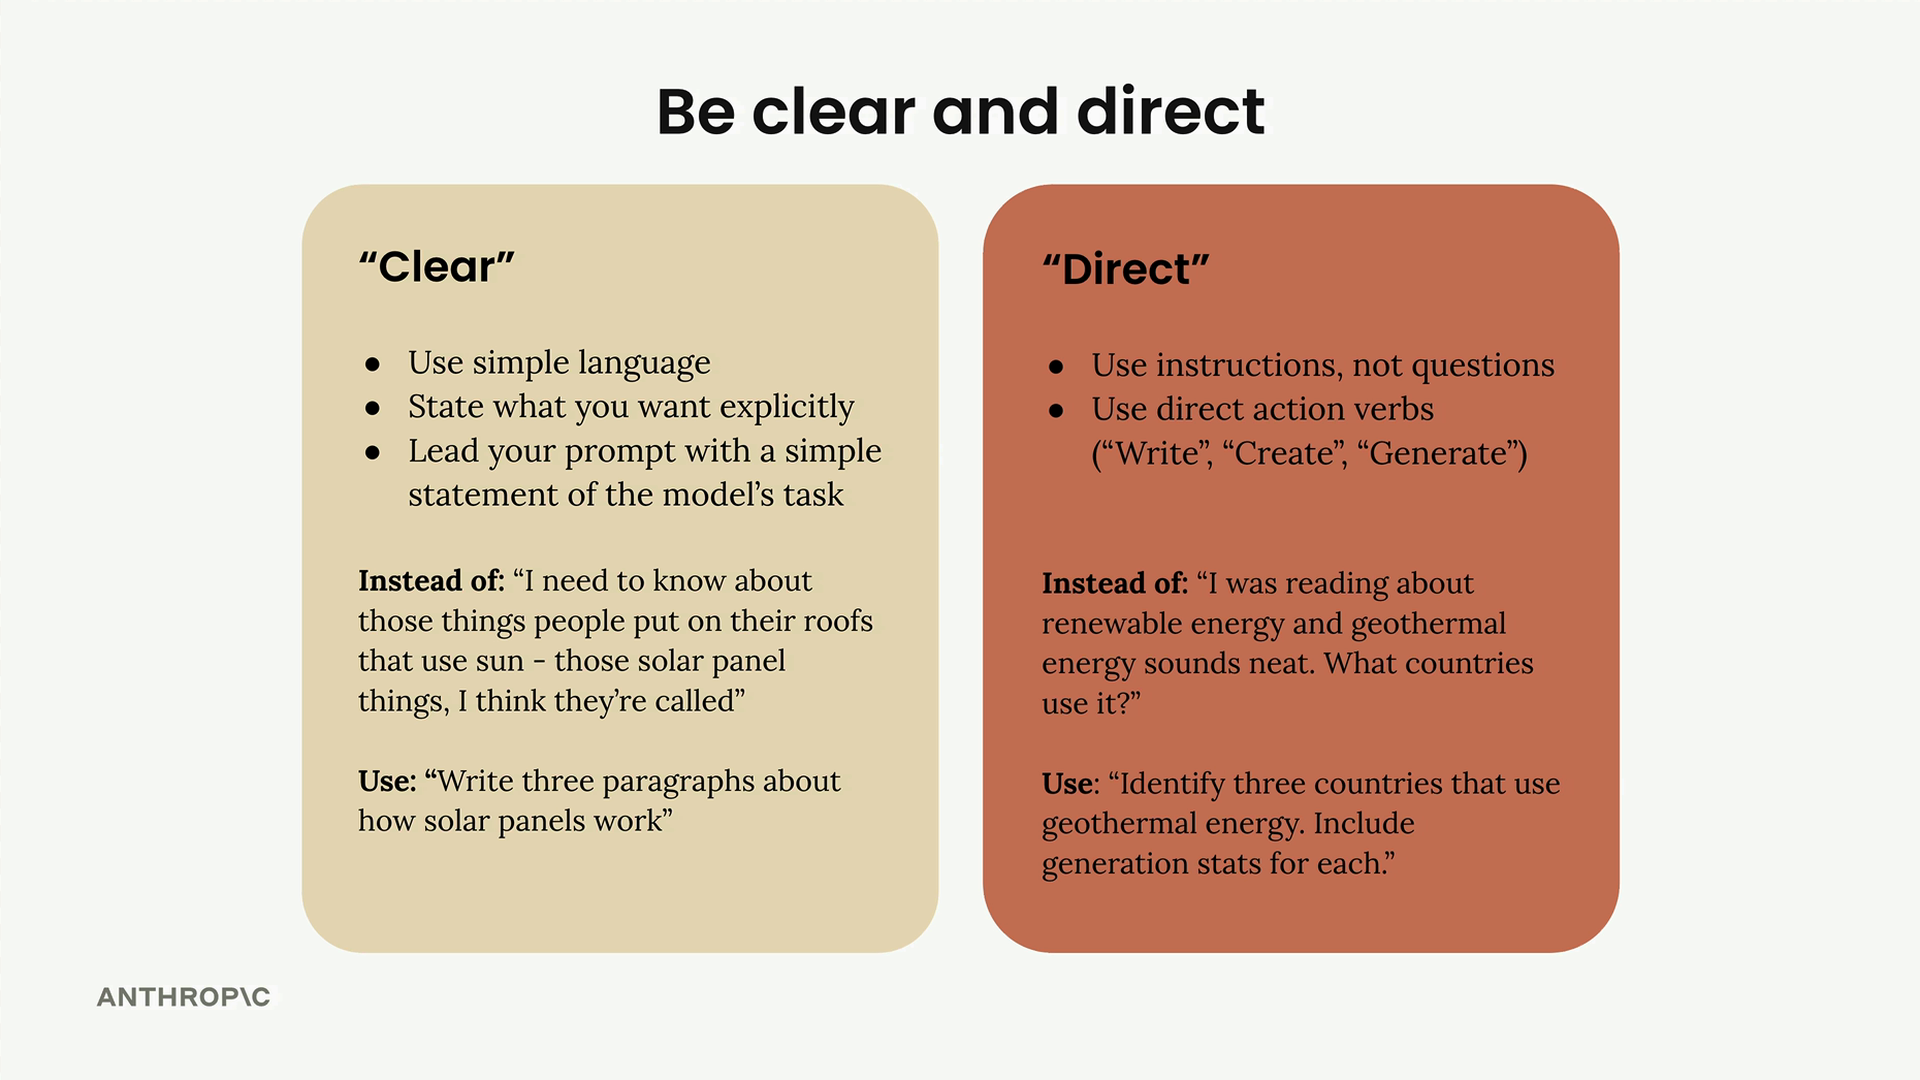 Be clear and direct
“Clear”
● Use simple language
● State what you want explicitly
● Lead your prompt with a simple
statement of the model’s task
Instead of: “I need to know about
those things people put on their roofs
that use sun - those solar panel
things, I think they’re called”
Use: “Write three paragraphs about
how solar panels work”
“Direct”
● Use instructions, not questions
● Use direct action verbs
(“Write”, “Create”, “Generate”)
Instead of: “I was reading about
renewable energy and geothermal
energy sounds neat. What countries
use it?”
Use: “Identify three countries that use
geothermal energy. Include
generation stats for each.”
ANTHROP\C